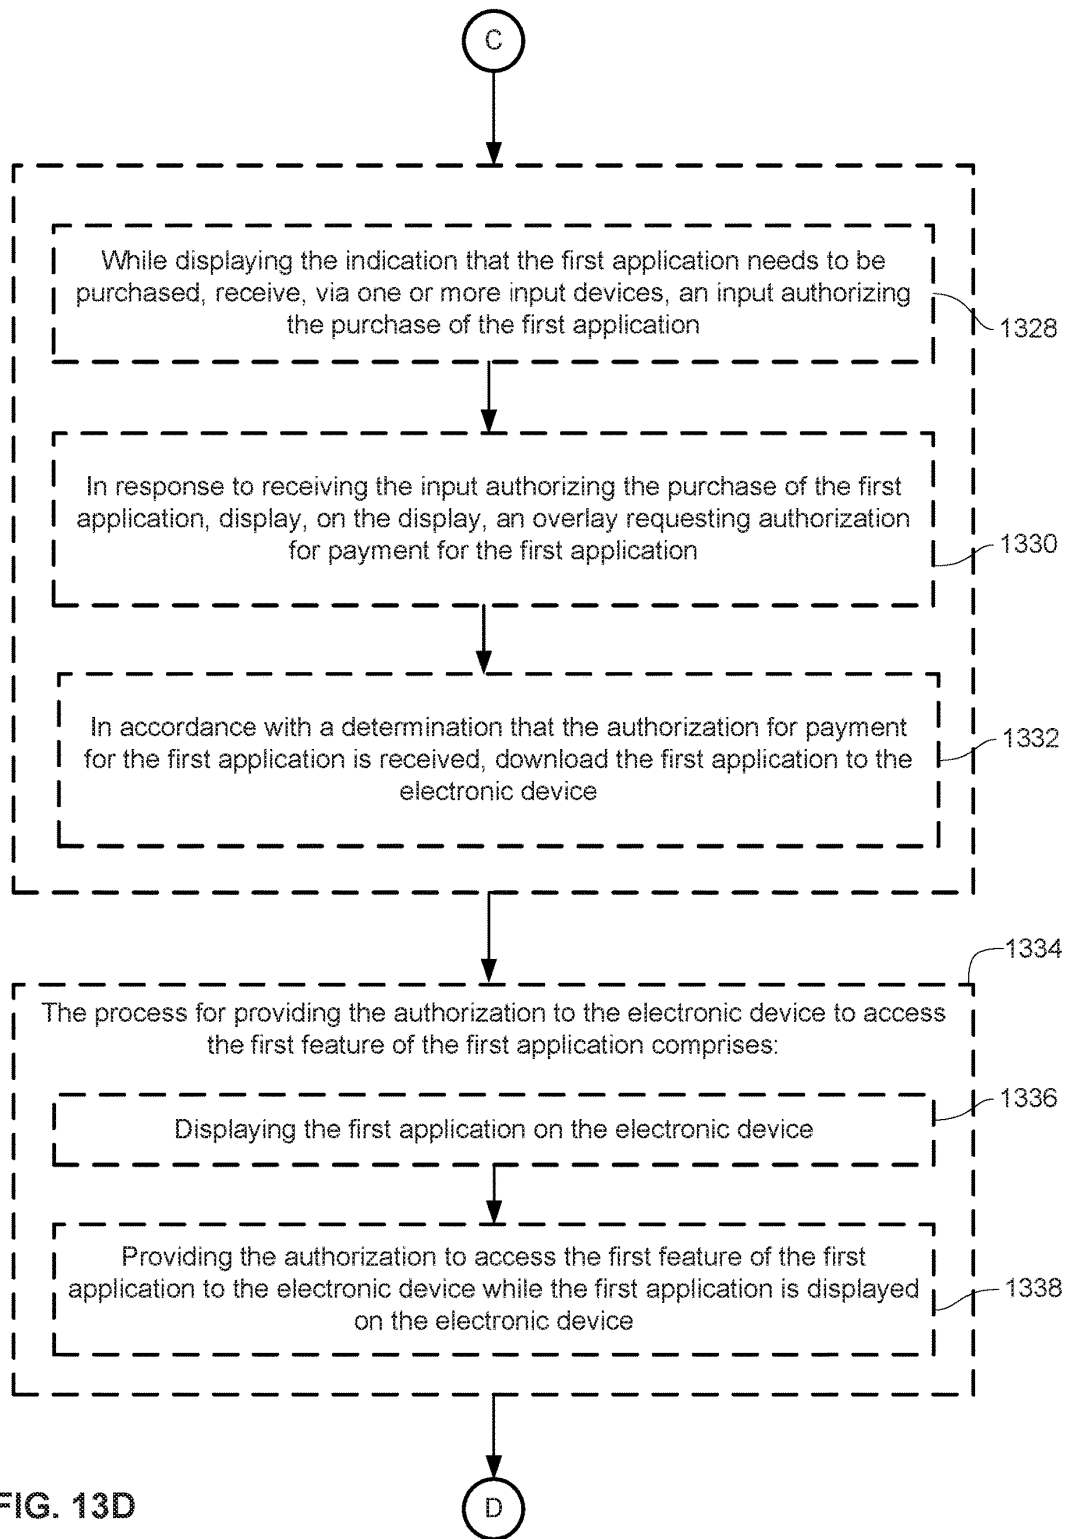 C
While displaying the indication that the first application needs to be
purchased, receive, via one or more input devices, an input authorizing
the purchase of the first application
1328
In response to receiving the input authorizing the purchase of the first
application, display, on the display, an overlay requesting authorization
for payment for the first application
1330
In accordance with a determination that the authorization for payment
for the first application is received, download the first application to the
electronic device
1332
1334
The process for providing the authorization to the electronic device to access
the first feature of the first application comprises:
1336
Displaying the first application on the electronic device
Providing the authorization to access the first feature of the first
application to the electronic device while the first application is displayed
on the electronic device
1338
FIG. 13D
D